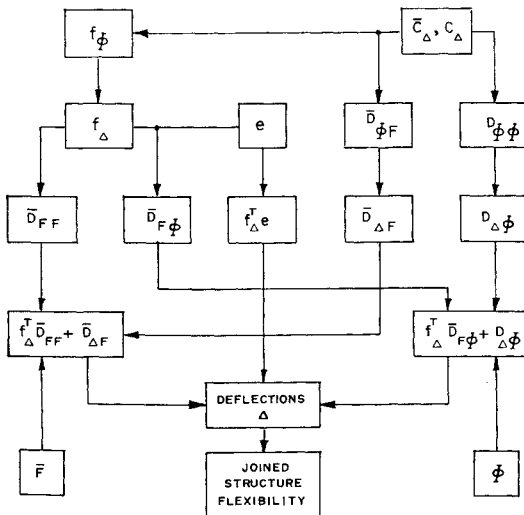 f_Φ
C̄_Δ, C_Δ
f_Δ
e
D̄_ΦF
D_ΦΦ
D̄_FF
D̄_FΦ
f_Δ^T e
D̄_ΔF
D_ΔΦ
f_Δ^T D̄_FF + D̄_ΔF
f_Δ^T D̄_FΦ + D_ΔΦ
DEFLECTIONS
Δ
F̄
JOINED
STRUCTURE
FLEXIBILITY
Φ